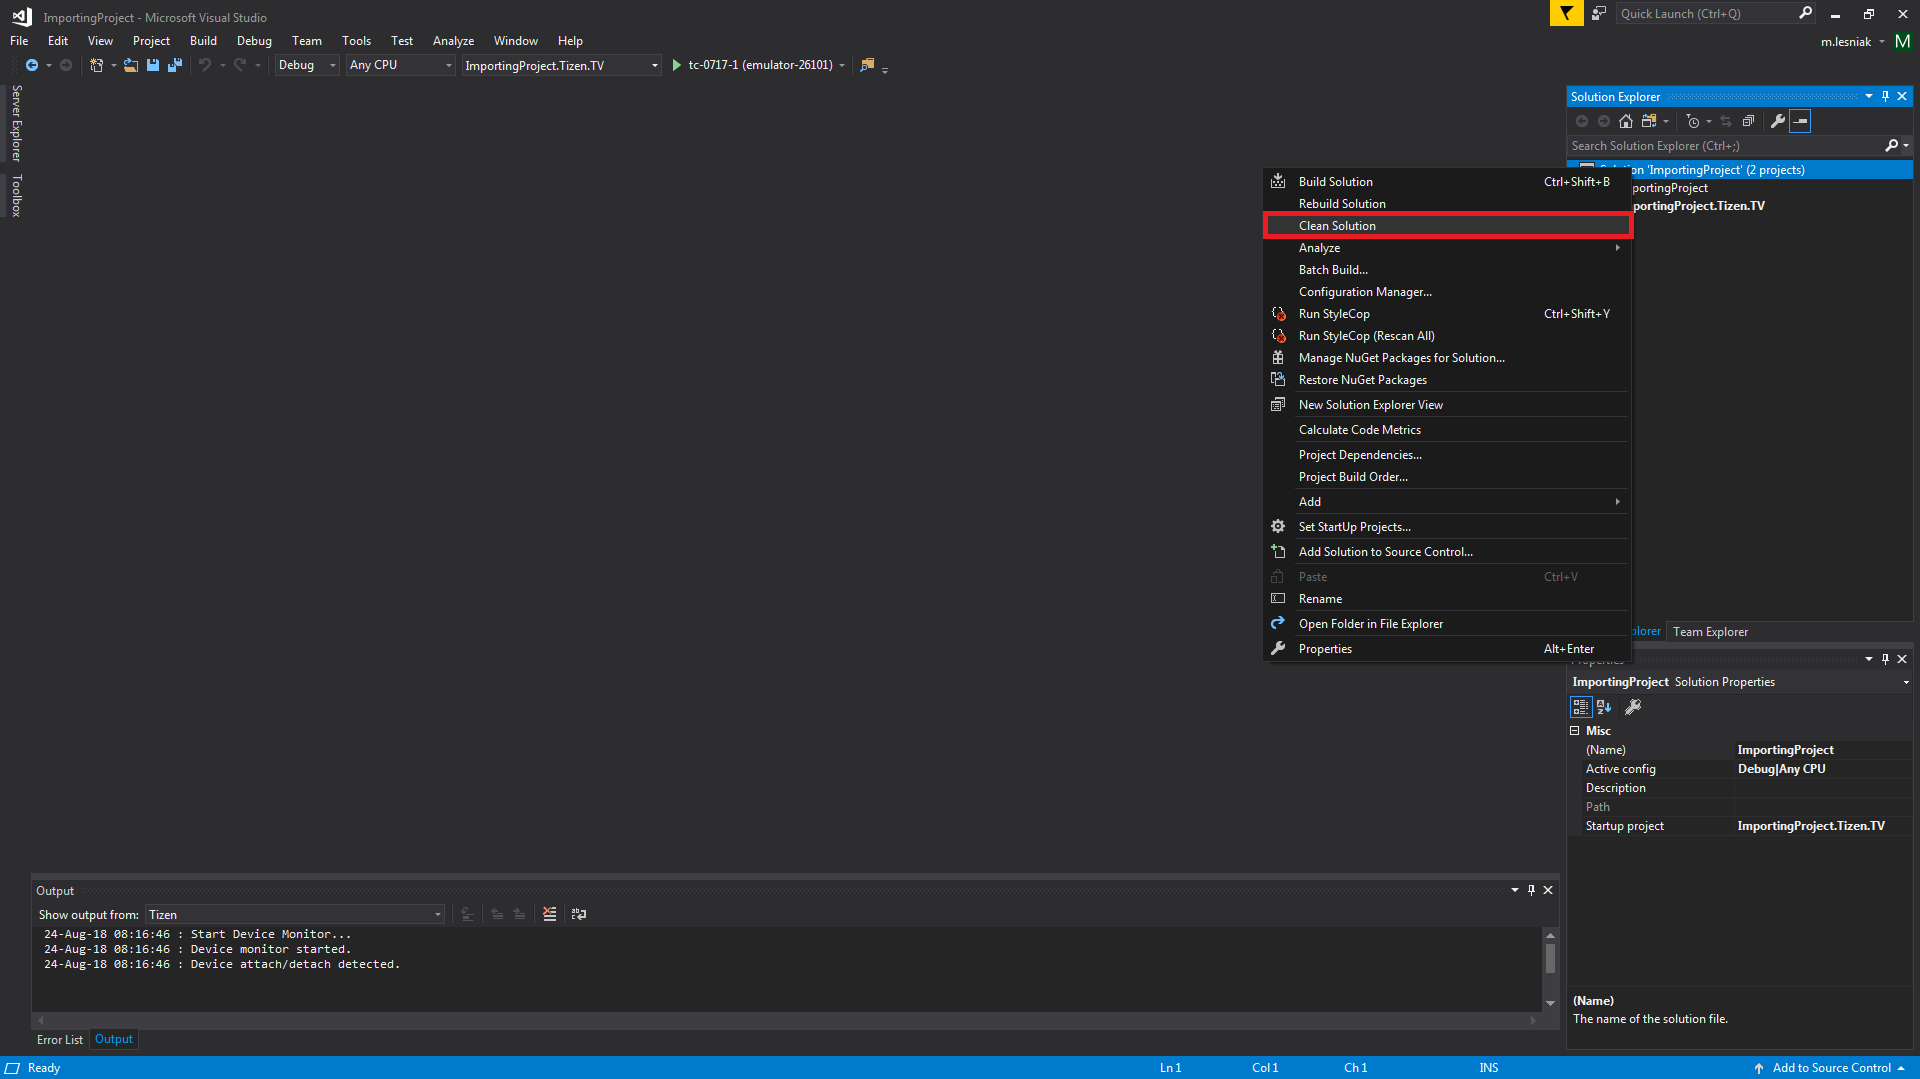 ImportingProject - Microsoft Visual Studio
Quick Launch (Ctrl+Q)
File Edit View Project Build Debug Team Tools Test Analyze Window Help
m.lesniak M
Debug Any CPU ImportingProject.Tizen.TV tc-0717-1 (emulator-26101)
Server Explorer
Toolbox
Solution Explorer
Search Solution Explorer (Ctrl+;)
'ImportingProject' (2 projects)
portingProject
portingProject.Tizen.TV
Build Solution Ctrl+Shift+B
Rebuild Solution
Clean Solution
Analyze
Batch Build...
Configuration Manager...
Run StyleCop Ctrl+Shift+Y
Run StyleCop (Rescan All)
Manage NuGet Packages for Solution...
Restore NuGet Packages
New Solution Explorer View
Calculate Code Metrics
Project Dependencies...
Project Build Order...
Add
Set StartUp Projects...
Add Solution to Source Control...
Paste Ctrl+V
Rename
Open Folder in File Explorer
Properties Alt+Enter
plorer Team Explorer
Properties
ImportingProject Solution Properties
Misc
(Name) ImportingProject
Active config Debug|Any CPU
Description
Path
Startup project ImportingProject.Tizen.TV
(Name)
The name of the solution file.
Output
Show output from: Tizen
24-Aug-18 08:16:46 : Start Device Monitor...
24-Aug-18 08:16:46 : Device monitor started.
24-Aug-18 08:16:46 : Device attach/detach detected.
Error List Output
Ready Ln 1 Col 1 Ch 1 INS Add to Source Control